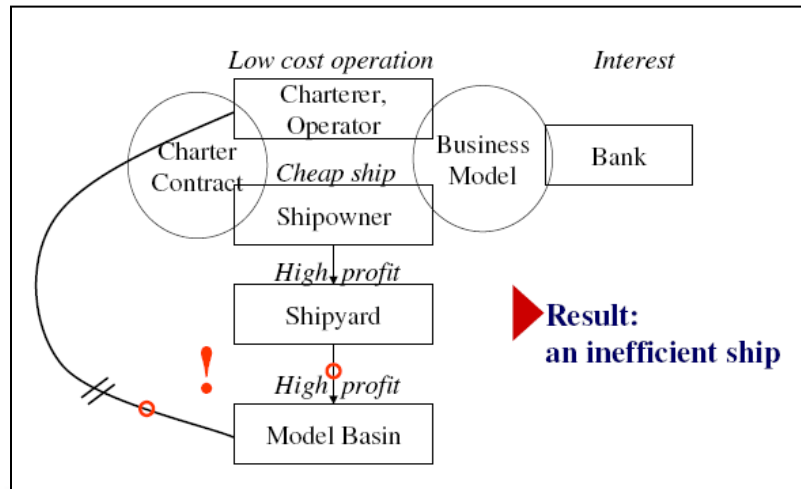 Low cost operation
Interest
Charterer,
Operator
Charter
Contract
Business
Model
Bank
Cheap ship
Shipowner
High profit
Shipyard
Result:
an inefficient ship
!
High profit
Model Basin